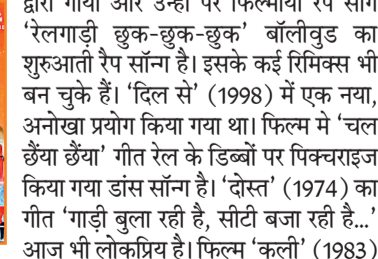 द्वारा गाया और उन्हीं पर फिल्माया रैप सॉन्ग
‘रेलगाड़ी छुक-छुक-छुक’ बॉलीवुड का
शुरुआती रैप सॉन्ग है। इसके कई रिमिक्स भी
बन चुके हैं। ‘दिल से’ (1998) में एक नया,
अनोखा प्रयोग किया गया था। फिल्म मे ‘चल
छैंया छैंया’ गीत रेल के डिब्बों पर पिक्चराइज
किया गया डांस सॉन्ग है। ‘दोस्त’ (1974) का
गीत ‘गाड़ी बुला रही है, सीटी बजा रही है...’
आज भी लोकप्रिय है। फिल्म ‘कुली’ (1983)